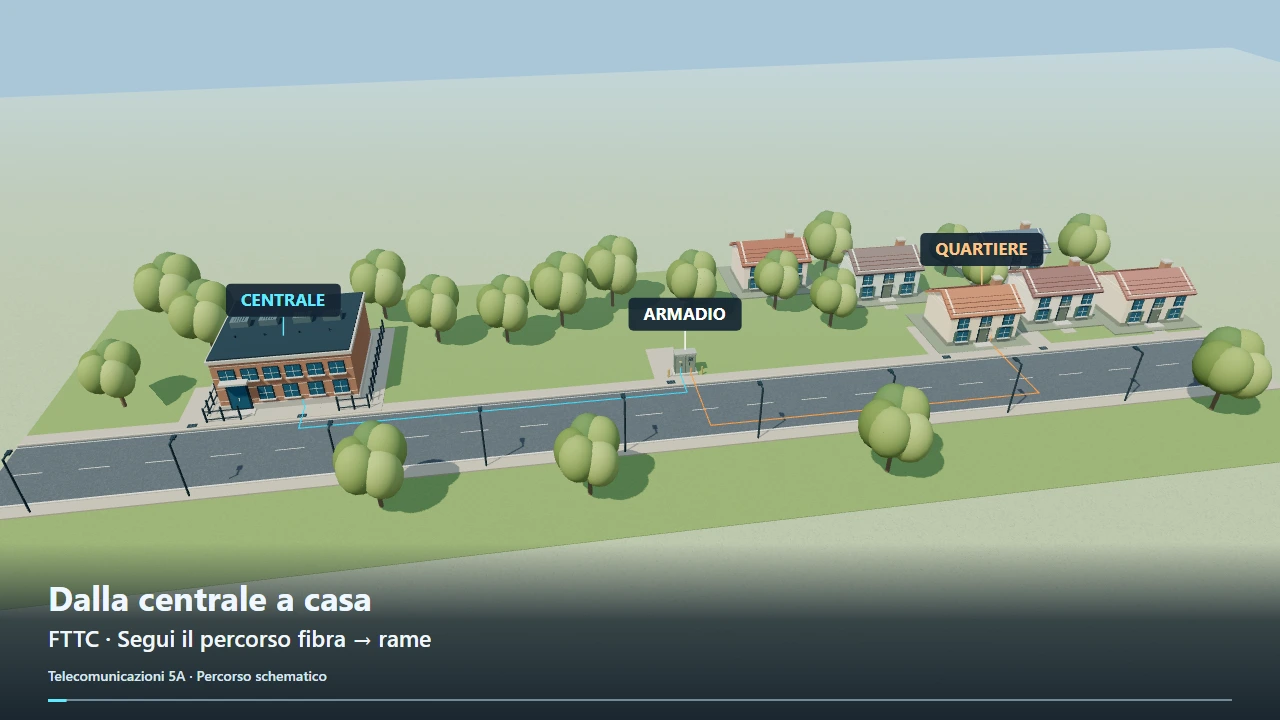 CENTRALE
ARMADIO
QUARTIERE
Dalla centrale a casa
FTTC · Segui il percorso fibra → rame
Telecomunicazioni 5A · Percorso schematico